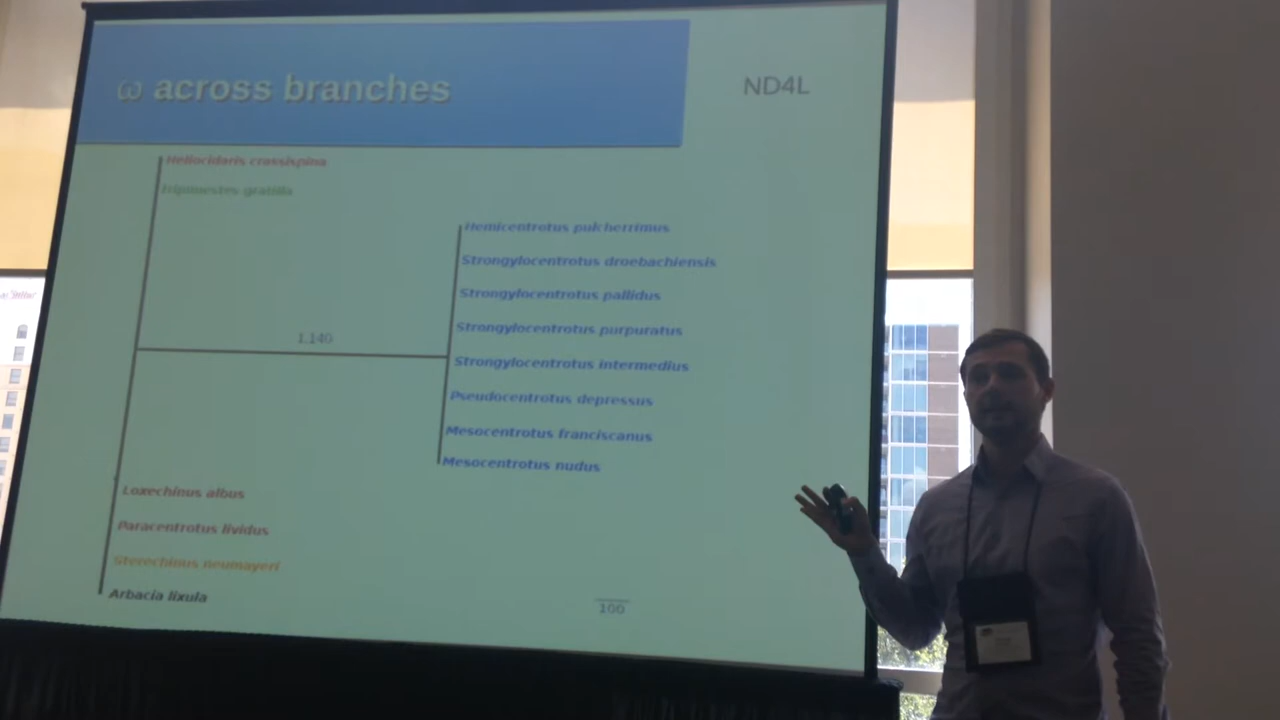 ω across branches
ND4L
Heliocidaris crassispina
Tripneustes gratilla
Hemicentrotus pulcherrimus
Strongylocentrotus droebachiensis
Strongylocentrotus pallidus
Strongylocentrotus purpuratus
1.140
Strongylocentrotus intermedius
Pseudocentrotus depressus
Mesocentrotus franciscanus
Mesocentrotus nudus
Loxechinus albus
Paracentrotus lividus
Sterechinus neumayeri
Arbacia lixula
100